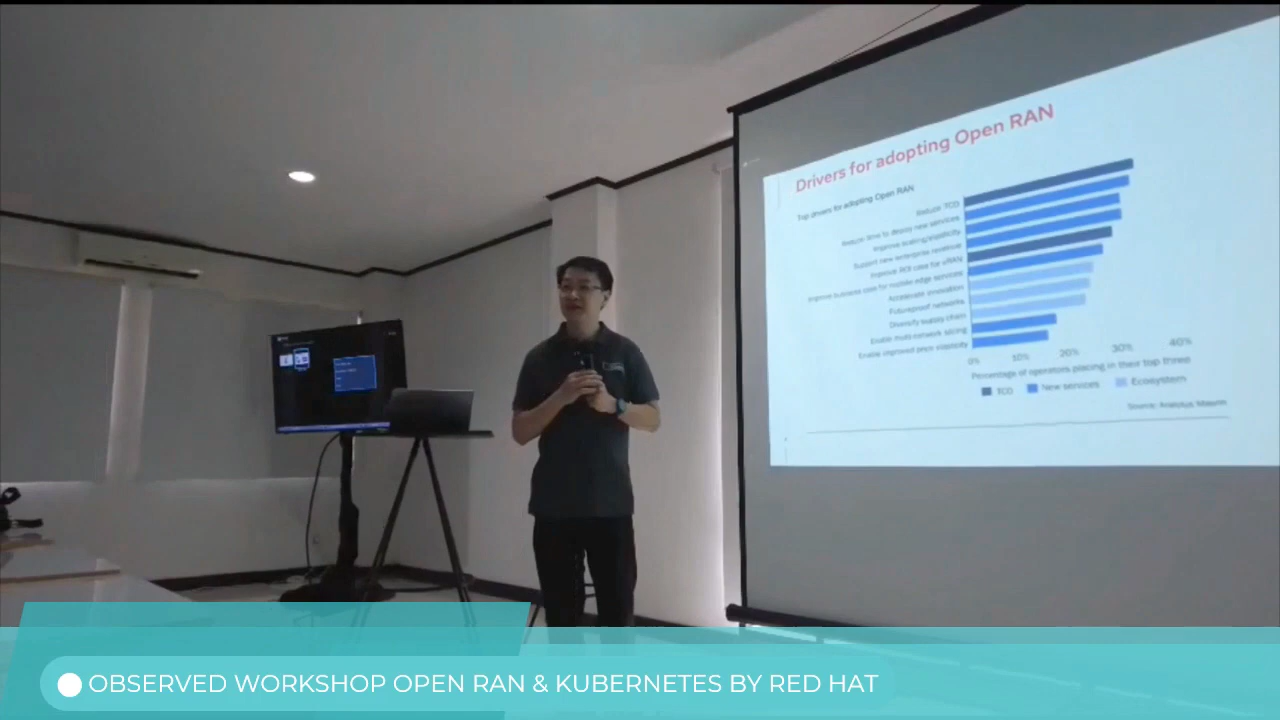 Drivers for adopting Open RAN
Top drivers for adopting Open RAN
Reduce TCO
Reduce time to deploy new services
Improve scaling/elasticity
Support new enterprise revenue
Improve ROI case for vRAN
Improve business case for mobile edge services
Accelerate innovation
Futureproof networks
Diversify supply chain
Enable multi-network slicing
Enable improved price elasticity
0% 10% 20% 30% 40%
Percentage of operators placing in their top three
TCO New services Ecosystem
Source: Analysys Mason
OBSERVED WORKSHOP OPEN RAN & KUBERNETES BY RED HAT